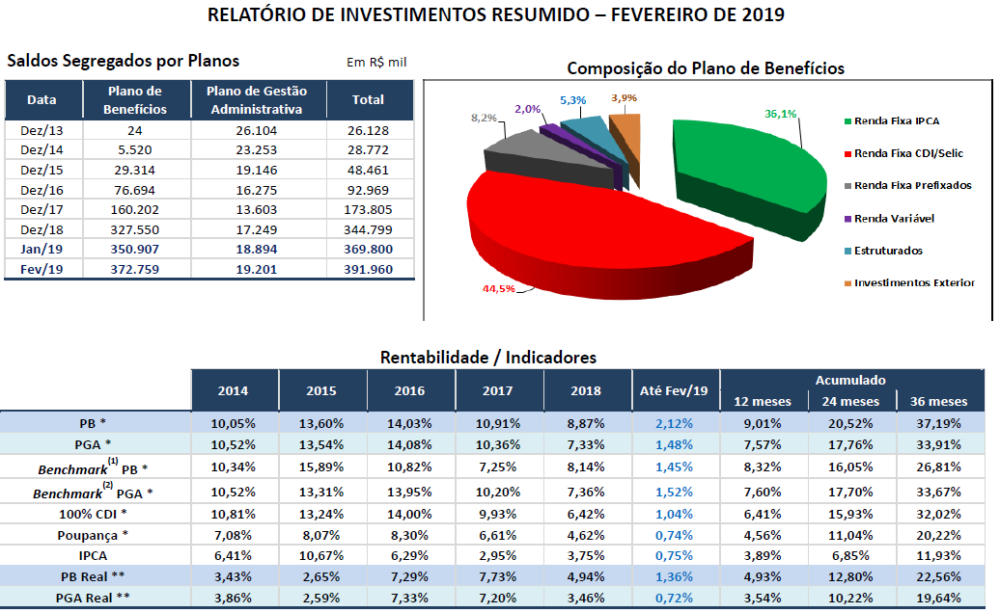 RELATÓRIO DE INVESTIMENTOS RESUMIDO – FEVEREIRO DE 2019
Saldos Segregados por Planos Em R$ mil
Data Plano de Benefícios Plano de Gestão Administrativa Total
Dez/13 24 26.104 26.128
Dez/14 5.520 23.253 28.772
Dez/15 29.314 19.146 48.461
Dez/16 76.694 16.275 92.969
Dez/17 160.202 13.603 173.805
Dez/18 327.550 17.249 344.799
Jan/19 350.907 18.894 369.800
Fev/19 372.759 19.201 391.960
Composição do Plano de Benefícios
8,2%
2,0%
5,3%
3,9%
36,1%
44,5%
Renda Fixa IPCA
Renda Fixa CDI/Selic
Renda Fixa Prefixados
Renda Variável
Estruturados
Investimentos Exterior
Rentabilidade / Indicadores
2014 2015 2016 2017 2018 Até Fev/19 Acumulado
12 meses 24 meses 36 meses
PB * 10,05% 13,60% 14,03% 10,91% 8,87% 2,12% 9,01% 20,52% 37,19%
PGA * 10,52% 13,54% 14,08% 10,36% 7,33% 1,48% 7,57% 17,76% 33,91%
Benchmark(1) PB * 10,34% 15,89% 10,82% 7,25% 8,14% 1,45% 8,32% 16,05% 26,81%
Benchmark(2) PGA * 10,52% 13,31% 13,95% 10,20% 7,36% 1,52% 7,60% 17,70% 33,67%
100% CDI * 10,81% 13,24% 14,00% 9,93% 6,42% 1,04% 6,41% 15,93% 32,02%
Poupança * 7,08% 8,07% 8,30% 6,61% 4,62% 0,74% 4,56% 11,04% 20,22%
IPCA 6,41% 10,67% 6,29% 2,95% 3,75% 0,75% 3,89% 6,85% 11,93%
PB Real ** 3,43% 2,65% 7,29% 7,73% 4,94% 1,36% 4,93% 12,80% 22,56%
PGA Real ** 3,86% 2,59% 7,33% 7,20% 3,46% 0,72% 3,54% 10,22% 19,64%